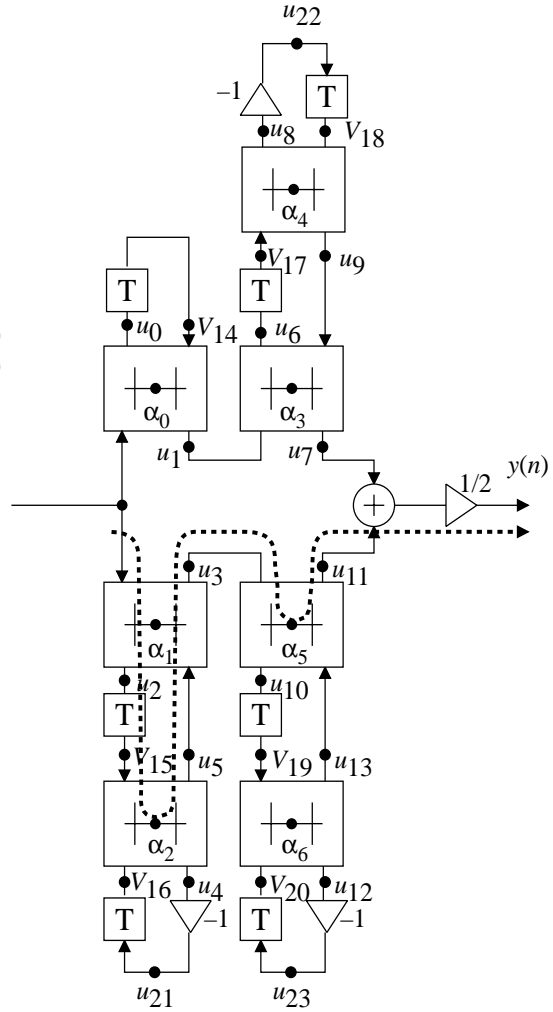 u22
–1
T
u8
V18
α4
V17
u9
T
T
u0
V14
u6
α0
α3
u1
u7
y(n)
1/2
+
u3
u11
α1
α5
u2
u10
T
T
V15
u5
V19
u13
α2
α6
V16
u4
V20
u12
T
–1
T
–1
u21
u23